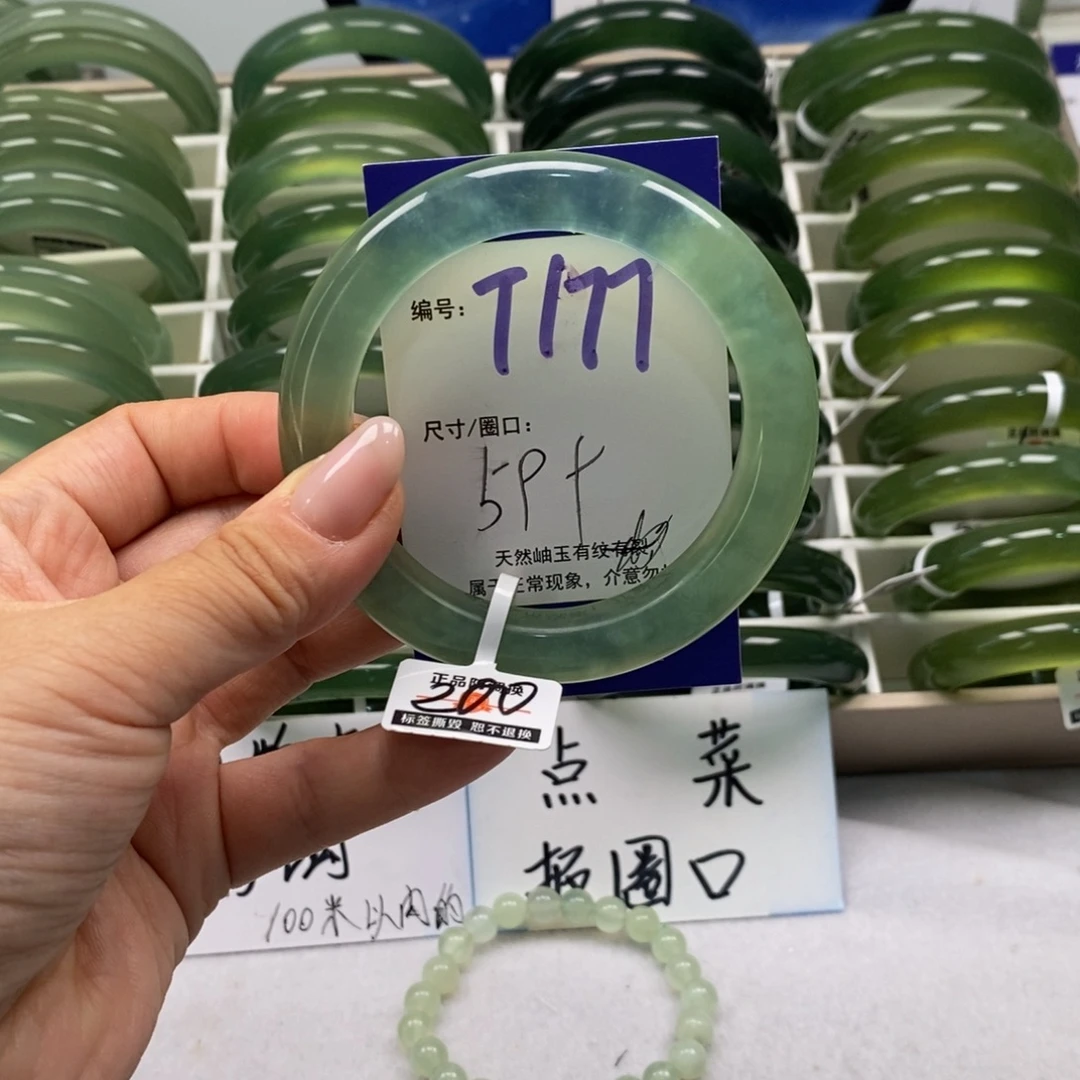 编号: T177
尺寸/圈口:
59+
天然岫玉有纹有裂,
属于正常现象，介意勿
200
标签撕毁 恕不退换
点 菜
报圈口
100米以内的